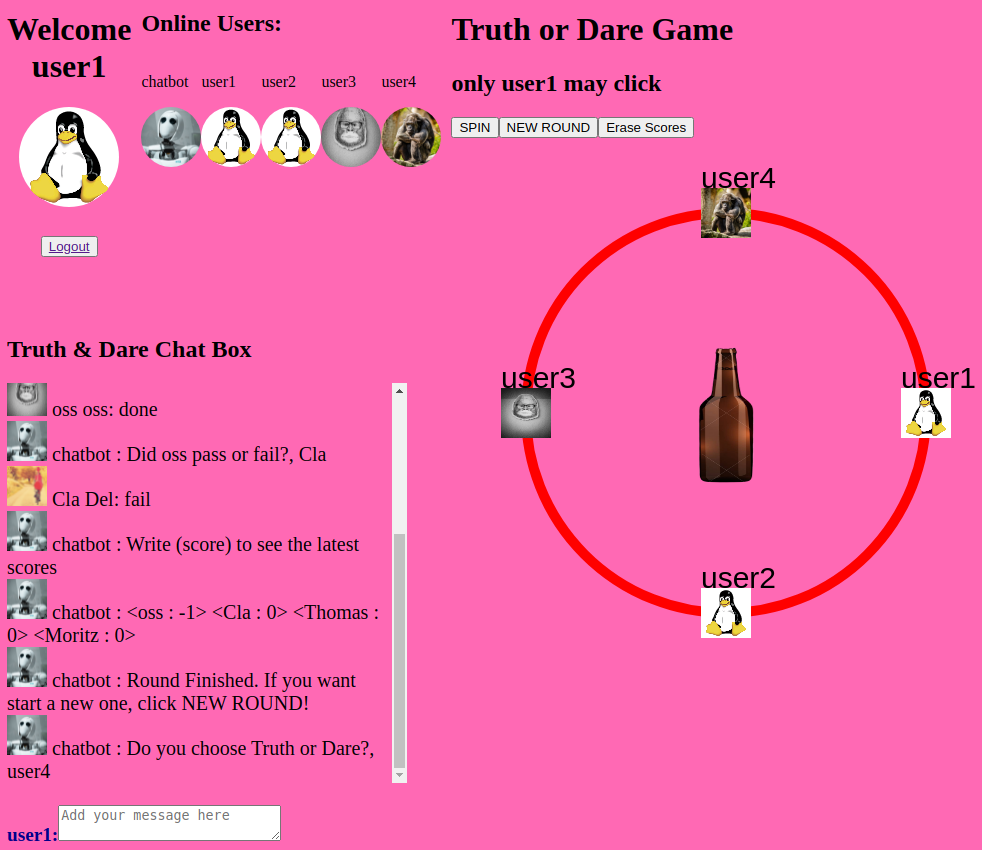 Welcome
user1
Logout
Online Users:
chatbot user1 user2 user3 user4
Truth or Dare Game
only user1 may click
SPIN NEW ROUND Erase Scores
user4
user3
user1
user2
Truth & Dare Chat Box
oss oss: done
chatbot : Did oss pass or fail?, Cla
Cla Del: fail
chatbot : Write (score) to see the latest
scores
chatbot : <oss : -1> <Cla : 0> <Thomas :
0> <Moritz : 0>
chatbot : Round Finished. If you want
start a new one, click NEW ROUND!
chatbot : Do you choose Truth or Dare?,
user4
user1: Add your message here